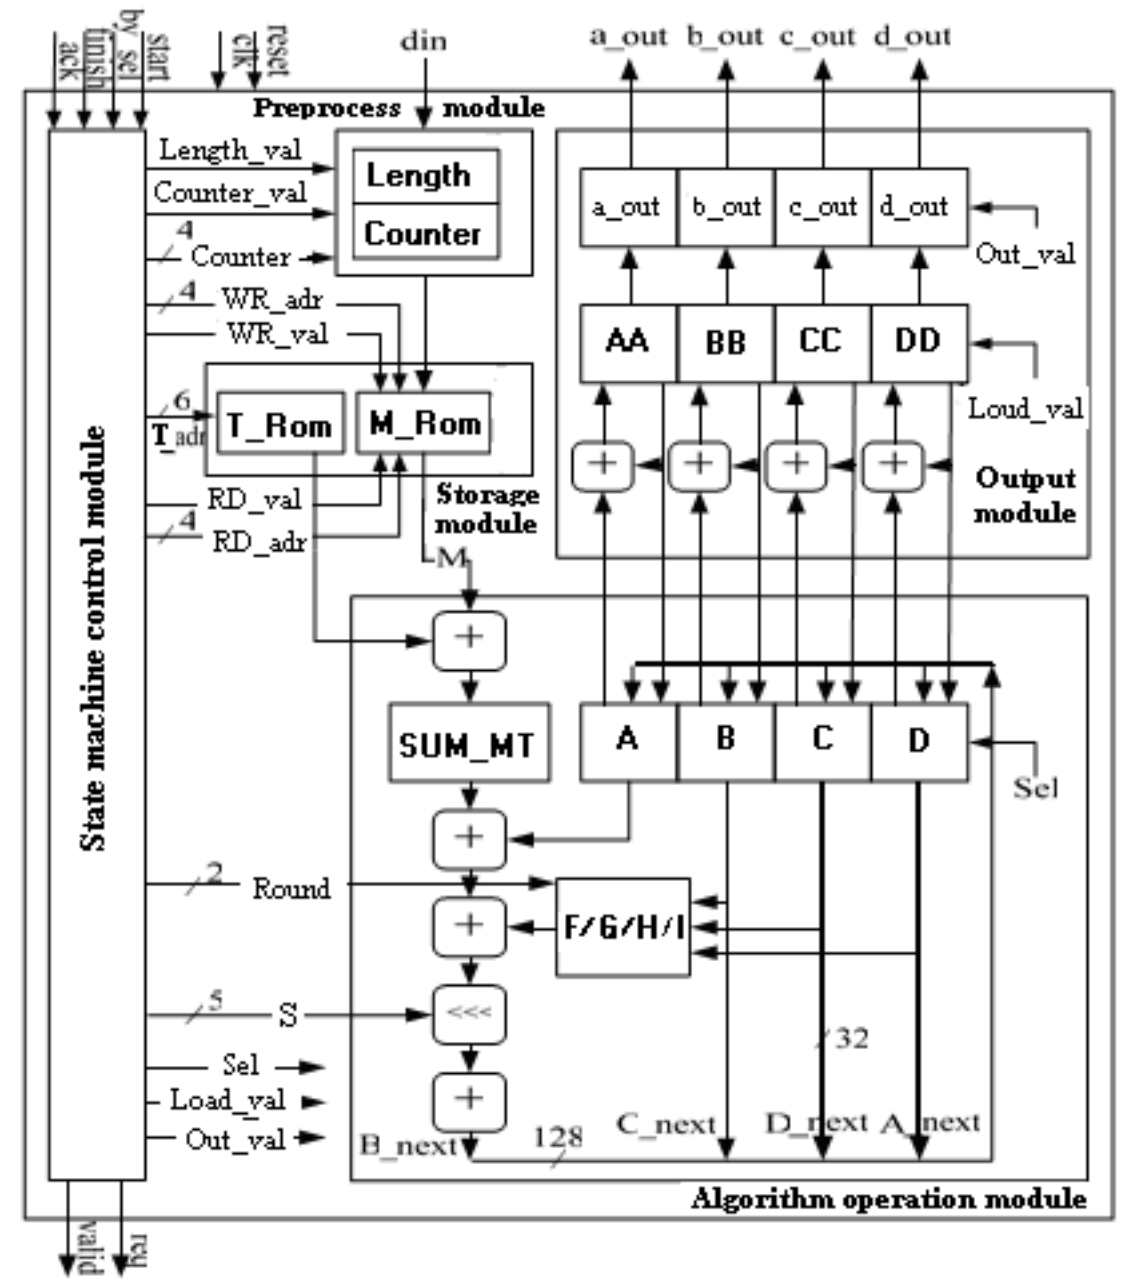 ack
finish
by_sel
start
clk
reset
din
a_out b_out c_out d_out
Preprocess module
Length_val
Counter_val
4
Counter
Length
Counter
4
WR_adr
WR_val
6
T_adr
T_Rom
M_Rom
RD_val
4
RD_adr
Storage
module
M
a_out
b_out
c_out
d_out
Out_val
AA
BB
CC
DD
Loud_val
+
+
+
+
Output
module
State machine control module
+
SUM_MT
A
B
C
D
Sel
+
2
Round
+
F/G/H/I
5
S
<<<
32
Sel
Load_val
+
Out_val
B_next
128
C_next
D_next
A_next
Algorithm operation module
valid
req